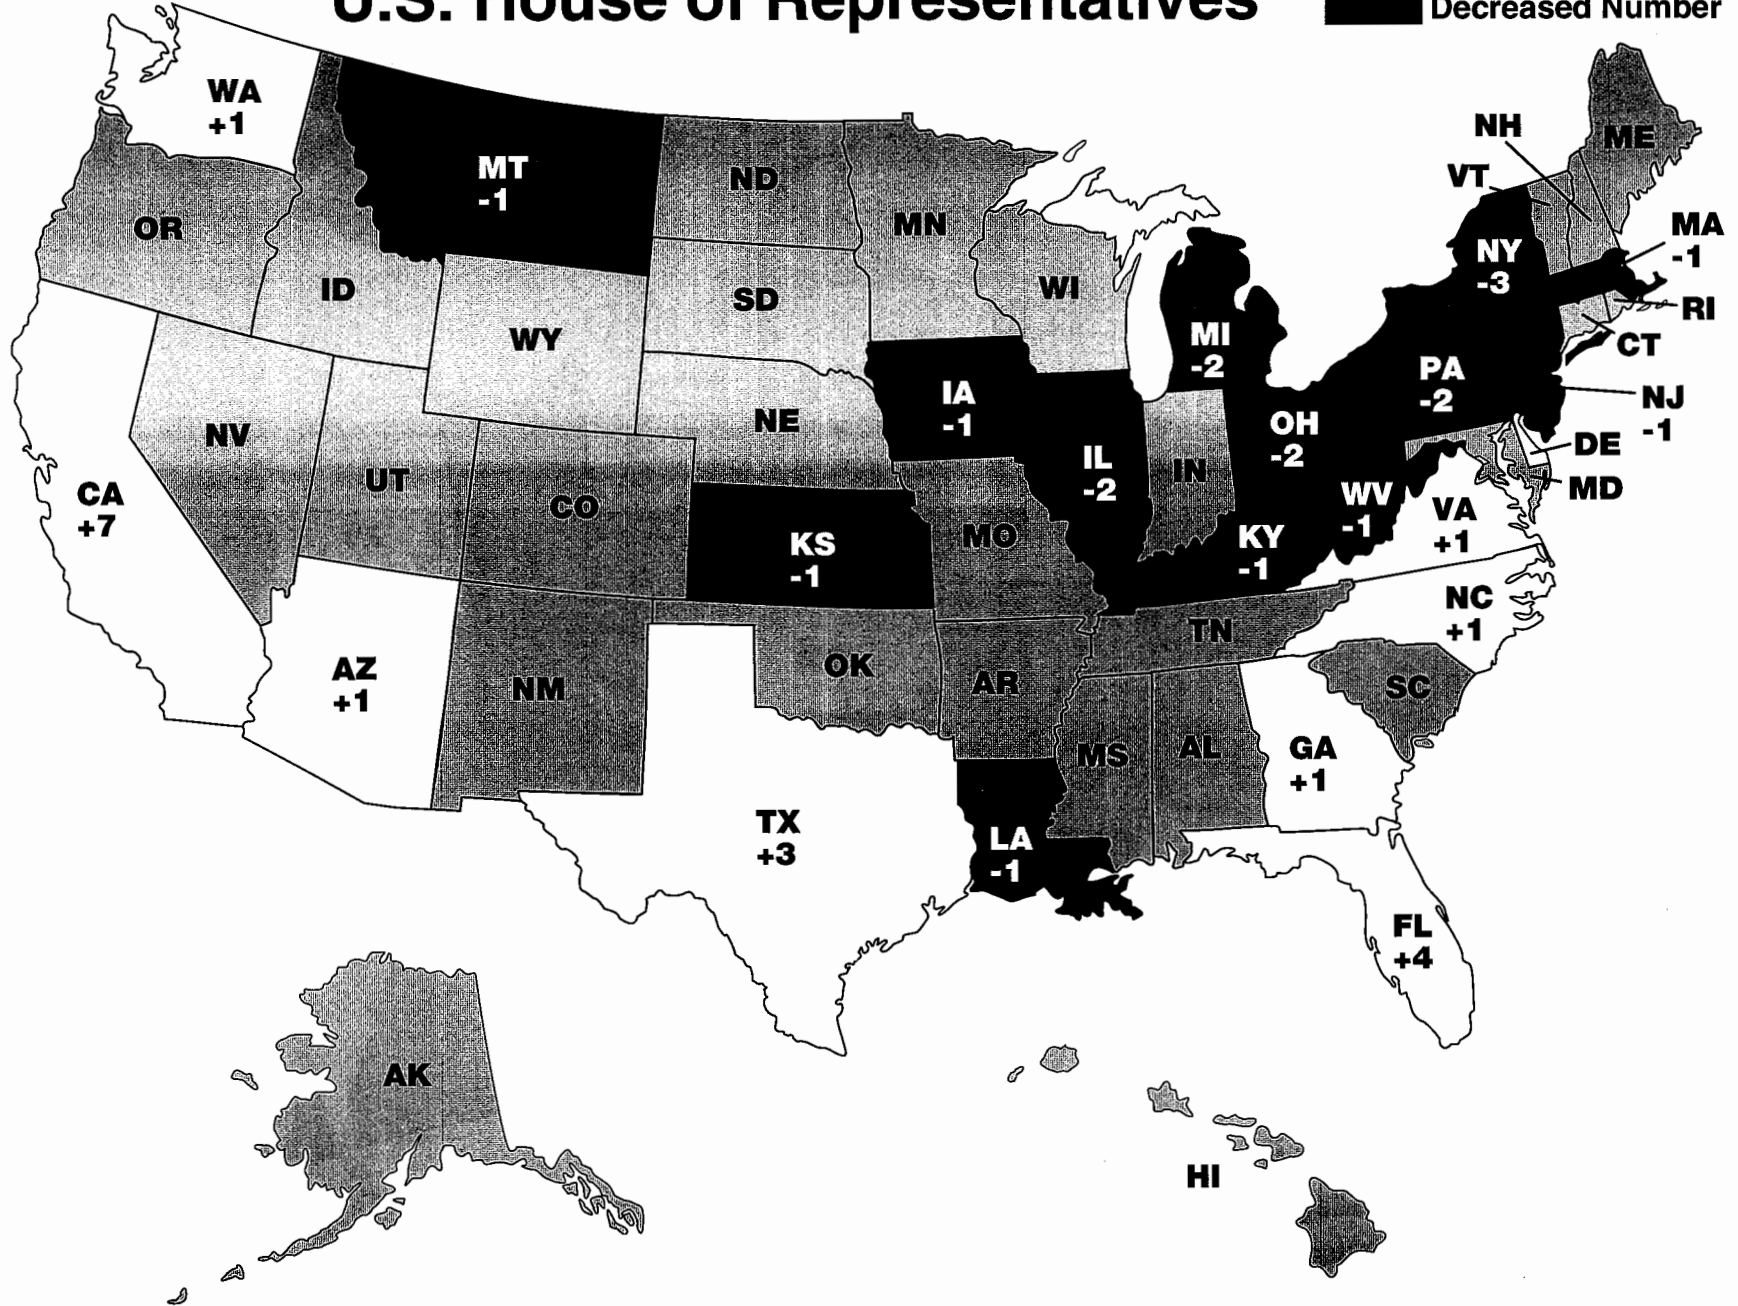 U.S. House of Representatives
Decreased Number
WA
+1
MT
-1
ND
MN
OR
ID
WY
SD
WI
NH
VT
ME
NY
-3
MA
-1
RI
CT
MI
-2
PA
-2
NJ
-1
DE
MD
IA
-1
NE
NV
UT
CO
CA
+7
IL
-2
IN
OH
-2
WV
-1
VA
+1
KS
-1
MO
KY
-1
NC
+1
TN
AZ
+1
NM
OK
AR
SC
MS
AL
GA
+1
TX
+3
LA
-1
FL
+4
AK
HI